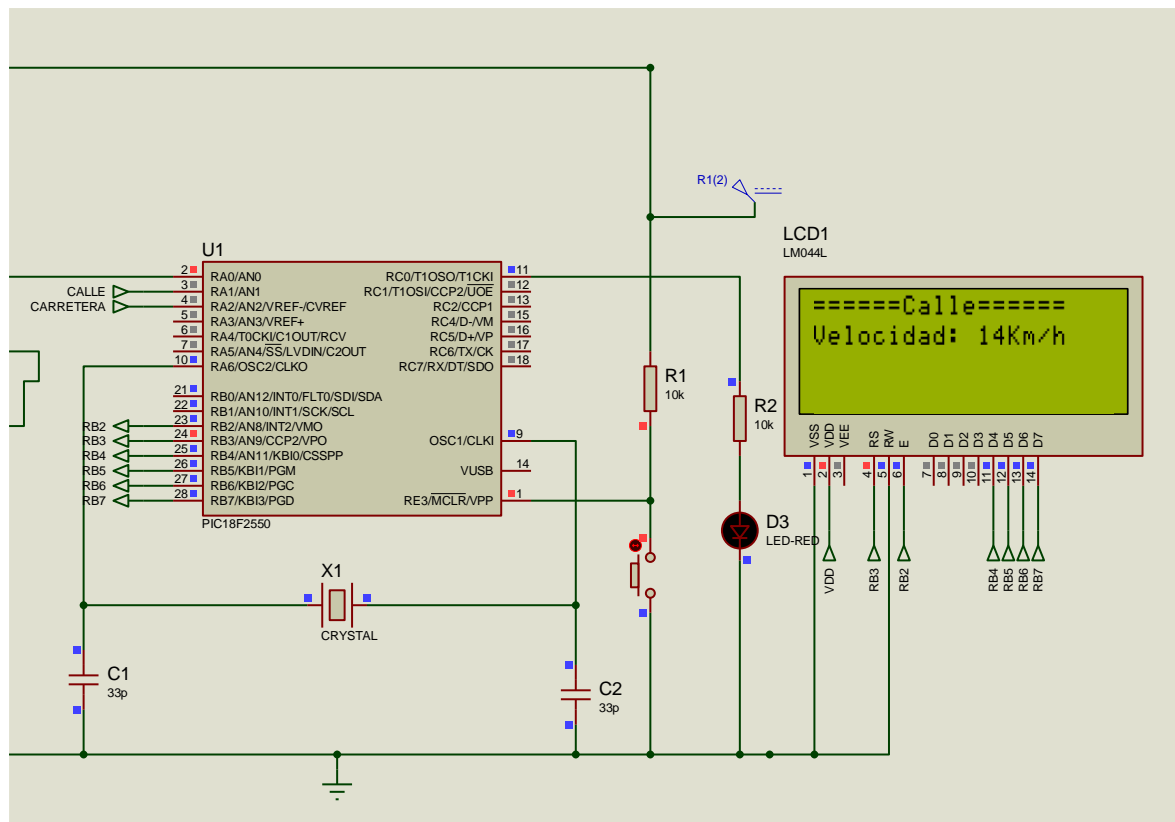 R1(2)
U1
2 RA0/AN0
CALLE 3 RA1/AN1
CARRETERA 4 RA2/AN2/VREF-/CVREF
5 RA3/AN3/VREF+
6 RA4/T0CKI/C1OUT/RCV
7 RA5/AN4/SS/LVDIN/C2OUT
10 RA6/OSC2/CLKO
21 RB0/AN12/INT0/FLT0/SDI/SDA
22 RB1/AN10/INT1/SCK/SCL
RB2 23 RB2/AN8/INT2/VMO
RB3 24 RB3/AN9/CCP2/VPO
RB4 25 RB4/AN11/KBI0/CSSPP
RB5 26 RB5/KBI1/PGM
RB6 27 RB6/KBI2/PGC
RB7 28 RB7/KBI3/PGD
RC0/T1OSO/T1CKI 11
RC1/T1OSI/CCP2/UOE 12
RC2/CCP1 13
RC4/D-/VM 15
RC5/D+/VP 16
RC6/TX/CK 17
RC7/RX/DT/SDO 18
OSC1/CLKI 9
VUSB 14
RE3/MCLR/VPP 1
PIC18F2550
R1
10k
R2
10k
D3
LED-RED
X1
CRYSTAL
C1
33p
C2
33p
LCD1
LM044L
======Calle======
Velocidad: 14Km/h
VSS VDD VEE RS RW E D0 D1 D2 D3 D4 D5 D6 D7
1 2 3 4 5 6 7 8 9 10 11 12 13 14
VDD RB3 RB2 RB4 RB5 RB6 RB7